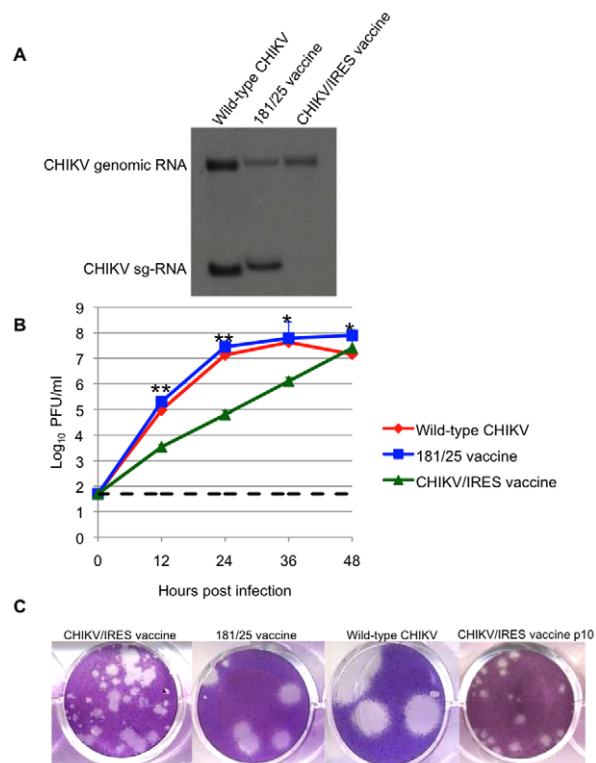 A
Wild-type CHIKV
181/25 vaccine
CHIKV/IRES vaccine
CHIKV genomic RNA
CHIKV sg-RNA
B
9
8
7
6
5
4
3
2
1
0
Log10 PFU/ml
**
**
*
*
0
12
24
36
48
Hours post infection
Wild-type CHIKV
181/25 vaccine
CHIKV/IRES vaccine
C
CHIKV/IRES vaccine
181/25 vaccine
Wild-type CHIKV
CHIKV/IRES vaccine p10